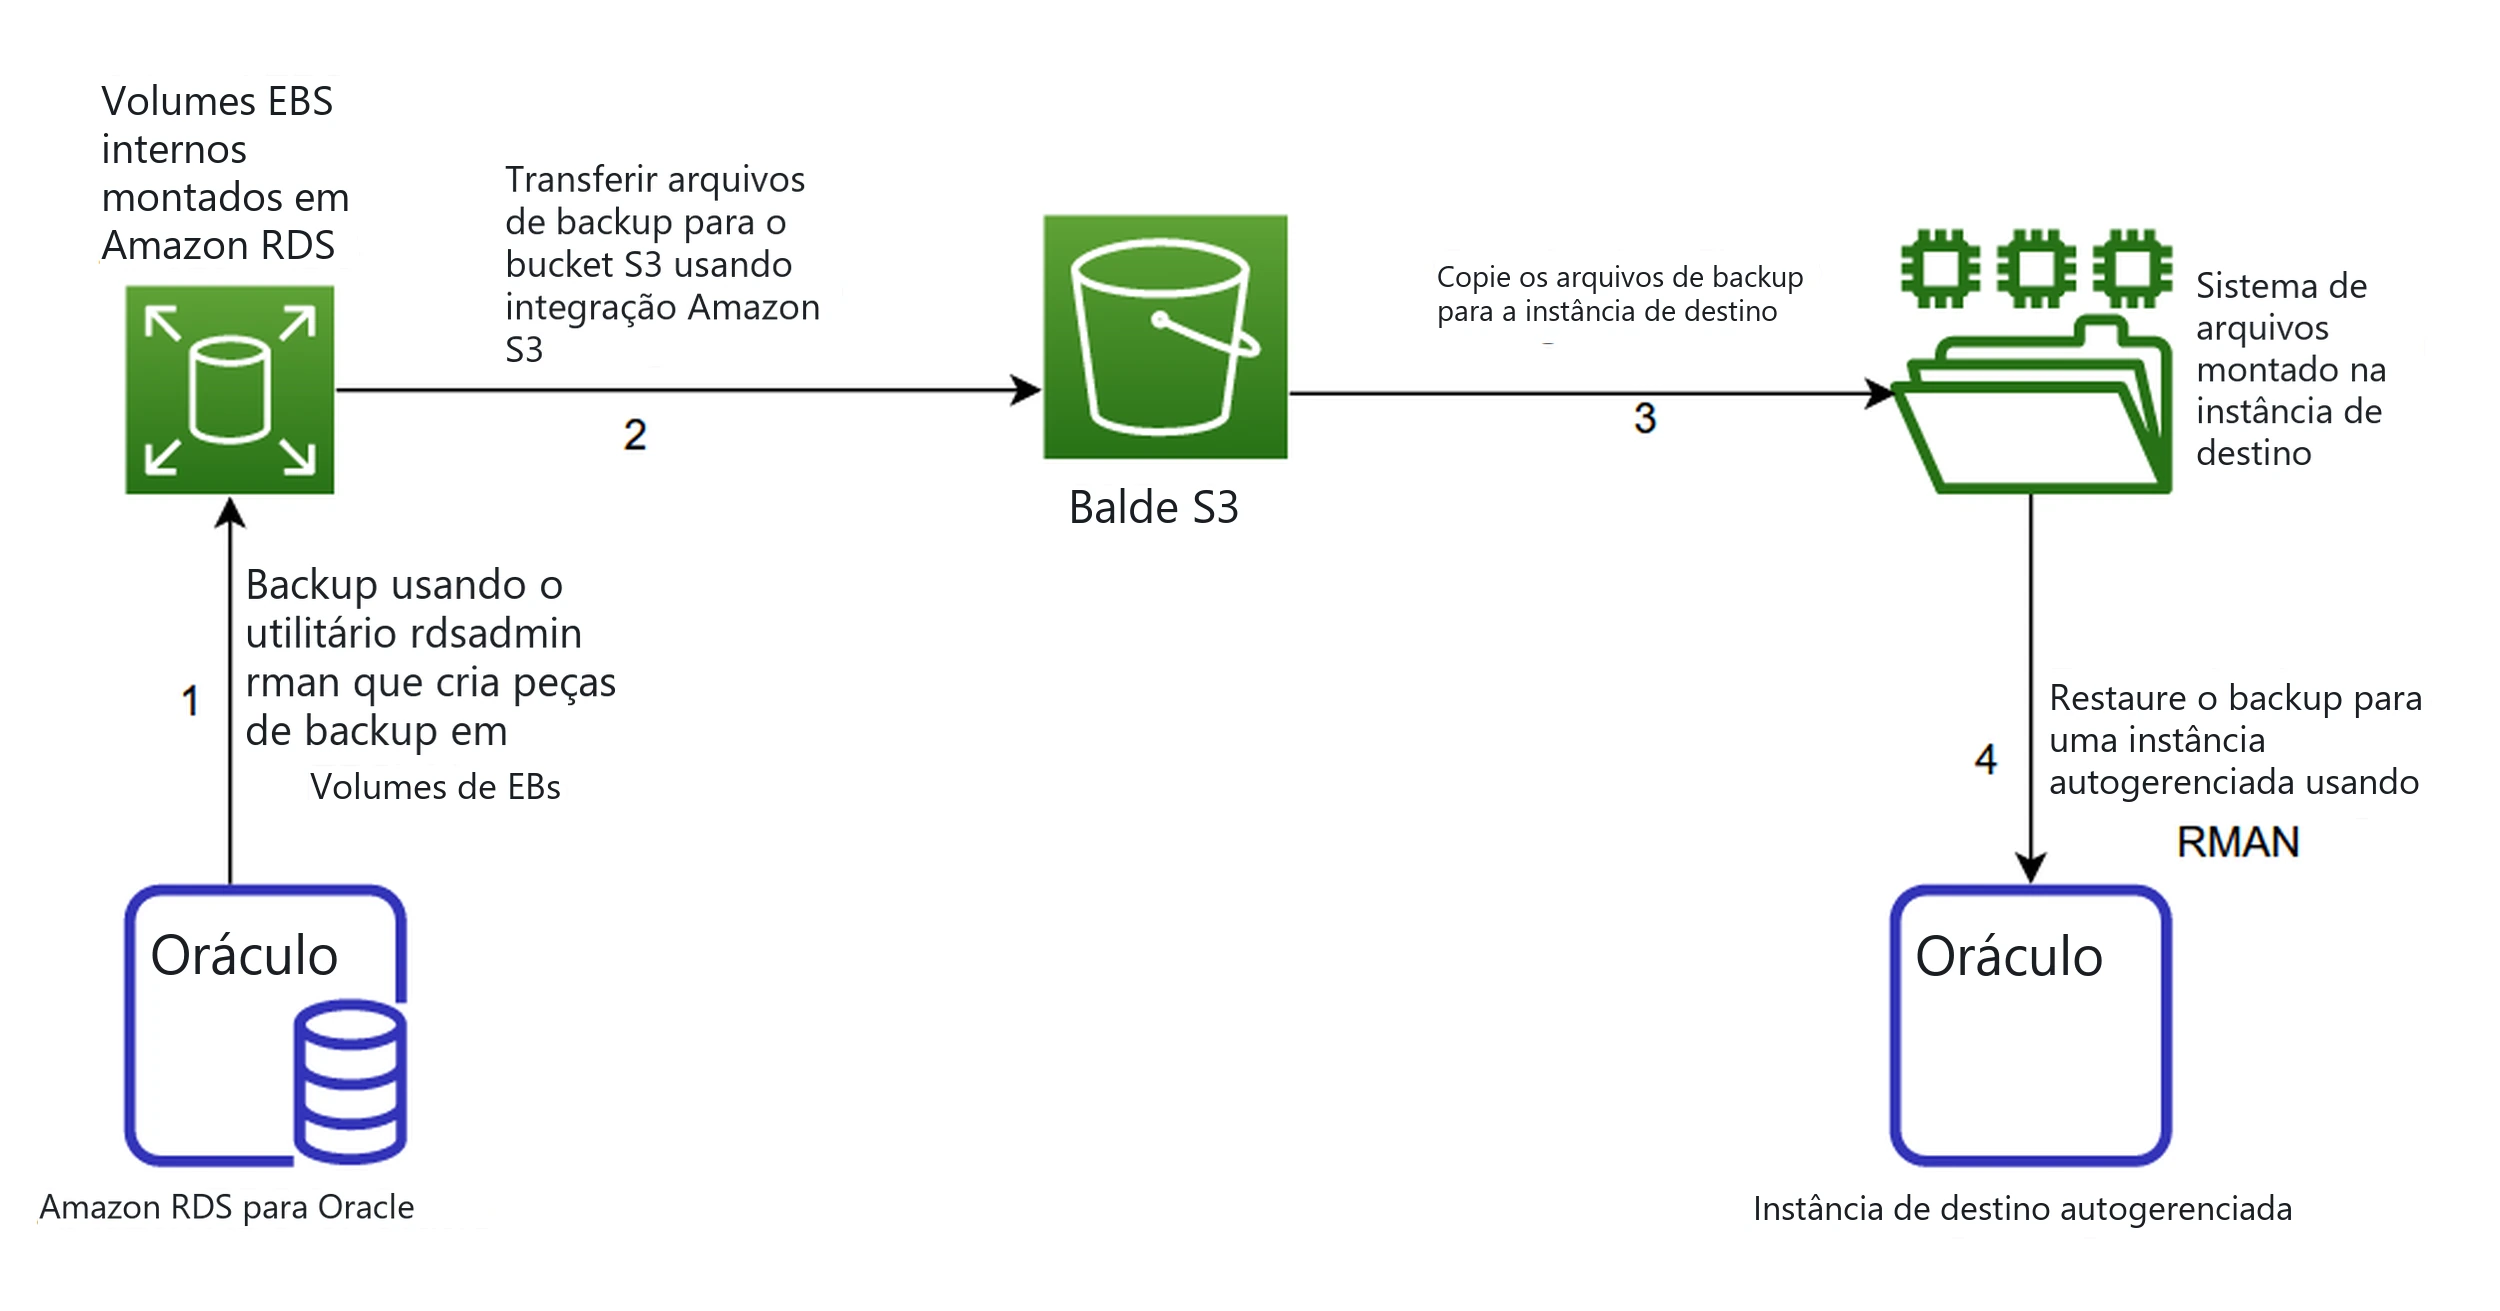 Volumes EBS
internos
montados em
Amazon RDS
Transferir arquivos
de backup para o
bucket S3 usando
integração Amazon
S3
2
Balde S3
Copie os arquivos de backup
para a instância de destino
3
Sistema de
arquivos
montado na
instância de
destino
Backup usando o
utilitário rdsadmin
rman que cria peças
de backup em
Volumes de EBs
1
Restaure o backup para
uma instância
autogerenciada usando
RMAN
4
Oráculo
Amazon RDS para Oracle
Oráculo
Instância de destino autogerenciada